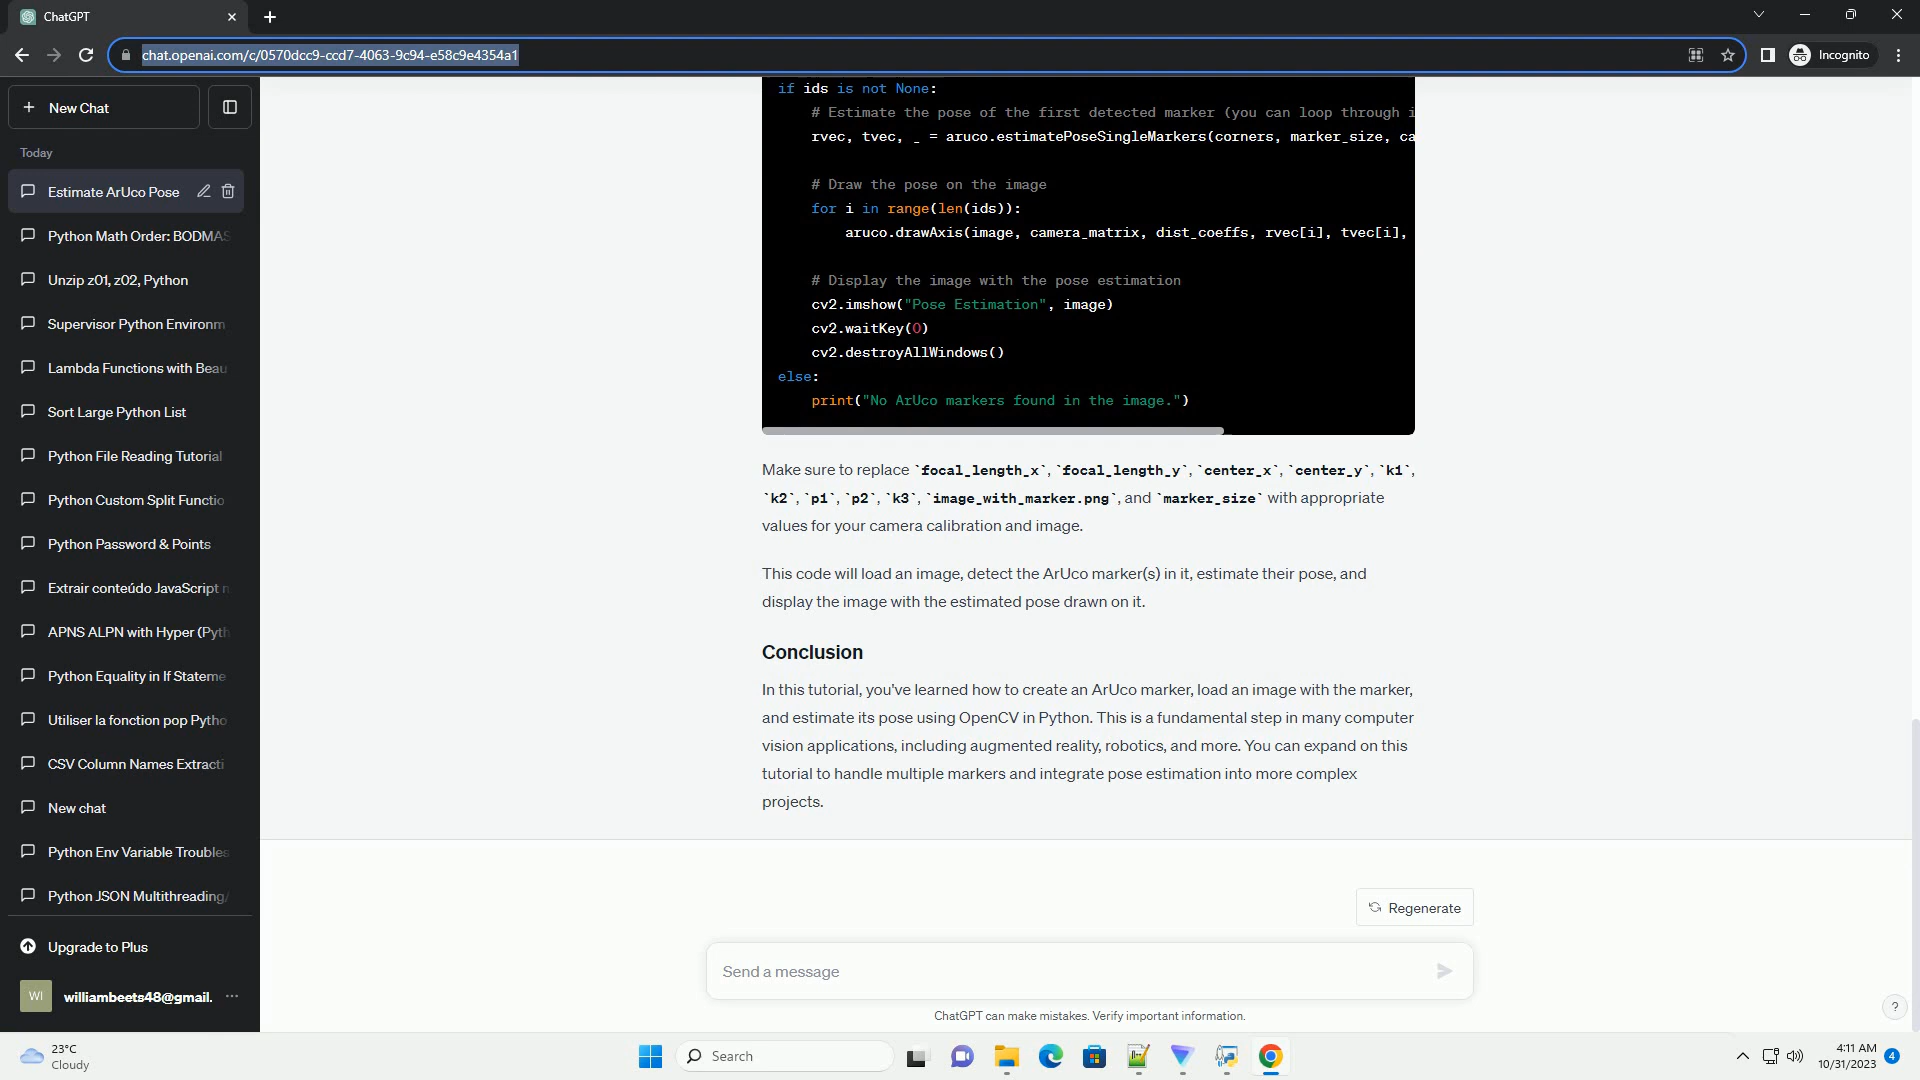 ChatGPT
chat.openai.com/c/0570dcc9-ccd7-4063-9c94-e58c9e4354a1
Incognito
New Chat
Today
Estimate ArUco Pose
Python Math Order: BODMAS
Unzip z01, z02, Python
Supervisor Python Environm
Lambda Functions with Beau
Sort Large Python List
Python File Reading Tutorial
Python Custom Split Functio
Python Password & Points
Extrair conteúdo JavaScript n
APNS ALPN with Hyper (Pyth
Python Equality in If Stateme
Utiliser la fonction pop Pytho
CSV Column Names Extracti
New chat
Python Env Variable Troubles
Python JSON Multithreading/
Upgrade to Plus
WI
williambeets48@gmail.
if ids is not None:
# Estimate the pose of the first detected marker (you can loop through i
rvec, tvec, _ = aruco.estimatePoseSingleMarkers(corners, marker_size, ca
# Draw the pose on the image
for i in range(len(ids)):
aruco.drawAxis(image, camera_matrix, dist_coeffs, rvec[i], tvec[i],
# Display the image with the pose estimation
cv2.imshow("Pose Estimation", image)
cv2.waitKey(0)
cv2.destroyAllWindows()
else:
print("No ArUco markers found in the image.")
Make sure to replace `focal_length_x`, `focal_length_y`, `center_x`, `center_y`, `k1`,
`k2`, `p1`, `p2`, `k3`, `image_with_marker.png`, and `marker_size` with appropriate
values for your camera calibration and image.
This code will load an image, detect the ArUco marker(s) in it, estimate their pose, and
display the image with the estimated pose drawn on it.
Conclusion
In this tutorial, you've learned how to create an ArUco marker, load an image with the marker,
and estimate its pose using OpenCV in Python. This is a fundamental step in many computer
vision applications, including augmented reality, robotics, and more. You can expand on this
tutorial to handle multiple markers and integrate pose estimation into more complex
projects.
Regenerate
Send a message
ChatGPT can make mistakes. Verify important information.
?
23°C
Cloudy
Search
4:11 AM
10/31/2023
4